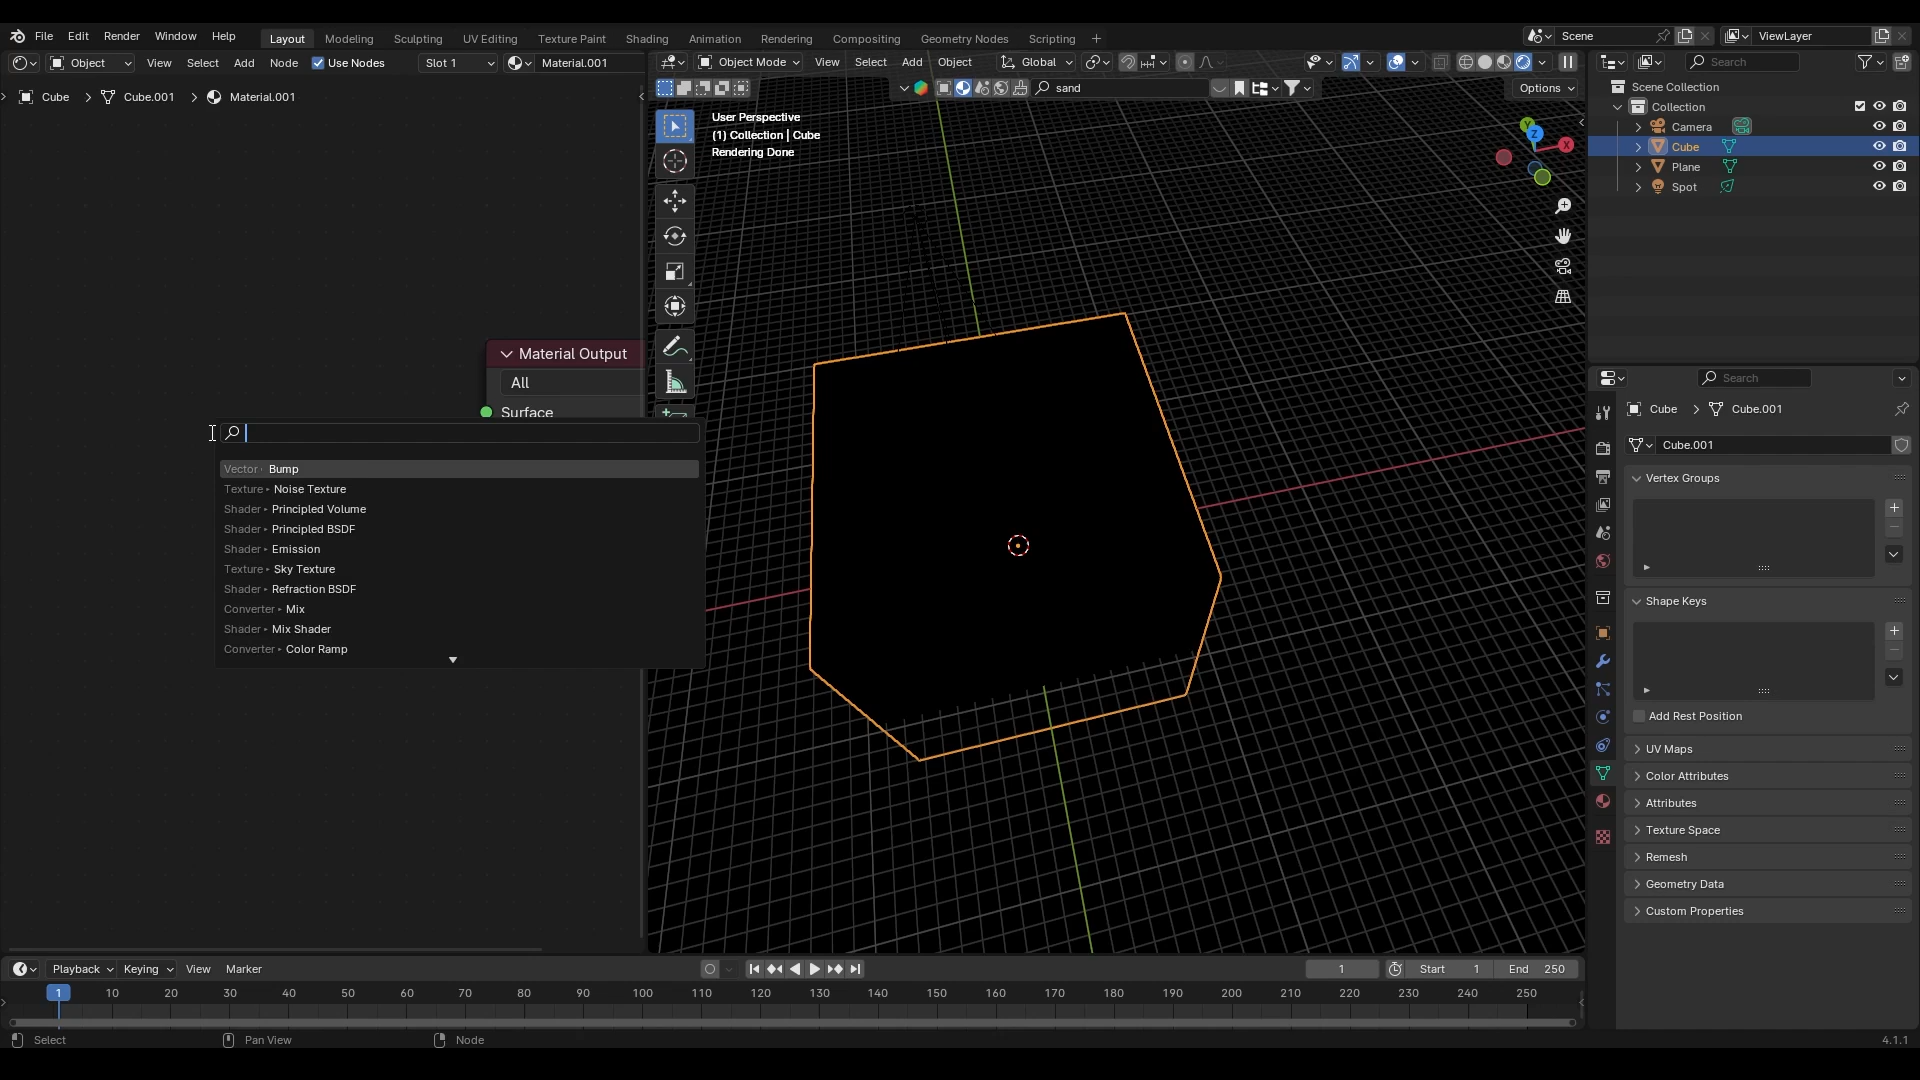 File Edit Render Window Help Layout Modeling Sculpting UV Editing Texture Paint Shading Animation Rendering Compositing Geometry Nodes Scripting + Scene ViewLayer
Object View Select Add Node Use Nodes Slot 1 Material.001 Object Mode View Select Add Object Global Search
Cube > Cube.001 > Material.001
sand
Options
User Perspective
(1) Collection | Cube
Rendering Done
Z
X
Y
Material Output
All
Surface
Vector Bump
Texture Noise Texture
Shader Principled Volume
Shader Principled BSDF
Shader Emission
Texture Sky Texture
Shader Refraction BSDF
Converter Mix
Shader Mix Shader
Converter Color Ramp
Scene Collection
Collection
Camera
Cube
Plane
Spot
Search
Cube > Cube.001
Cube.001
Vertex Groups
Shape Keys
Add Rest Position
UV Maps
Color Attributes
Attributes
Texture Space
Remesh
Geometry Data
Custom Properties
Playback Keying View Marker 1 Start 1 End 250
1 10 20 30 40 50 60 70 80 90 100 110 120 130 140 150 160 170 180 190 200 210 220 230 240 250
Select Pan View Node 4.1.1